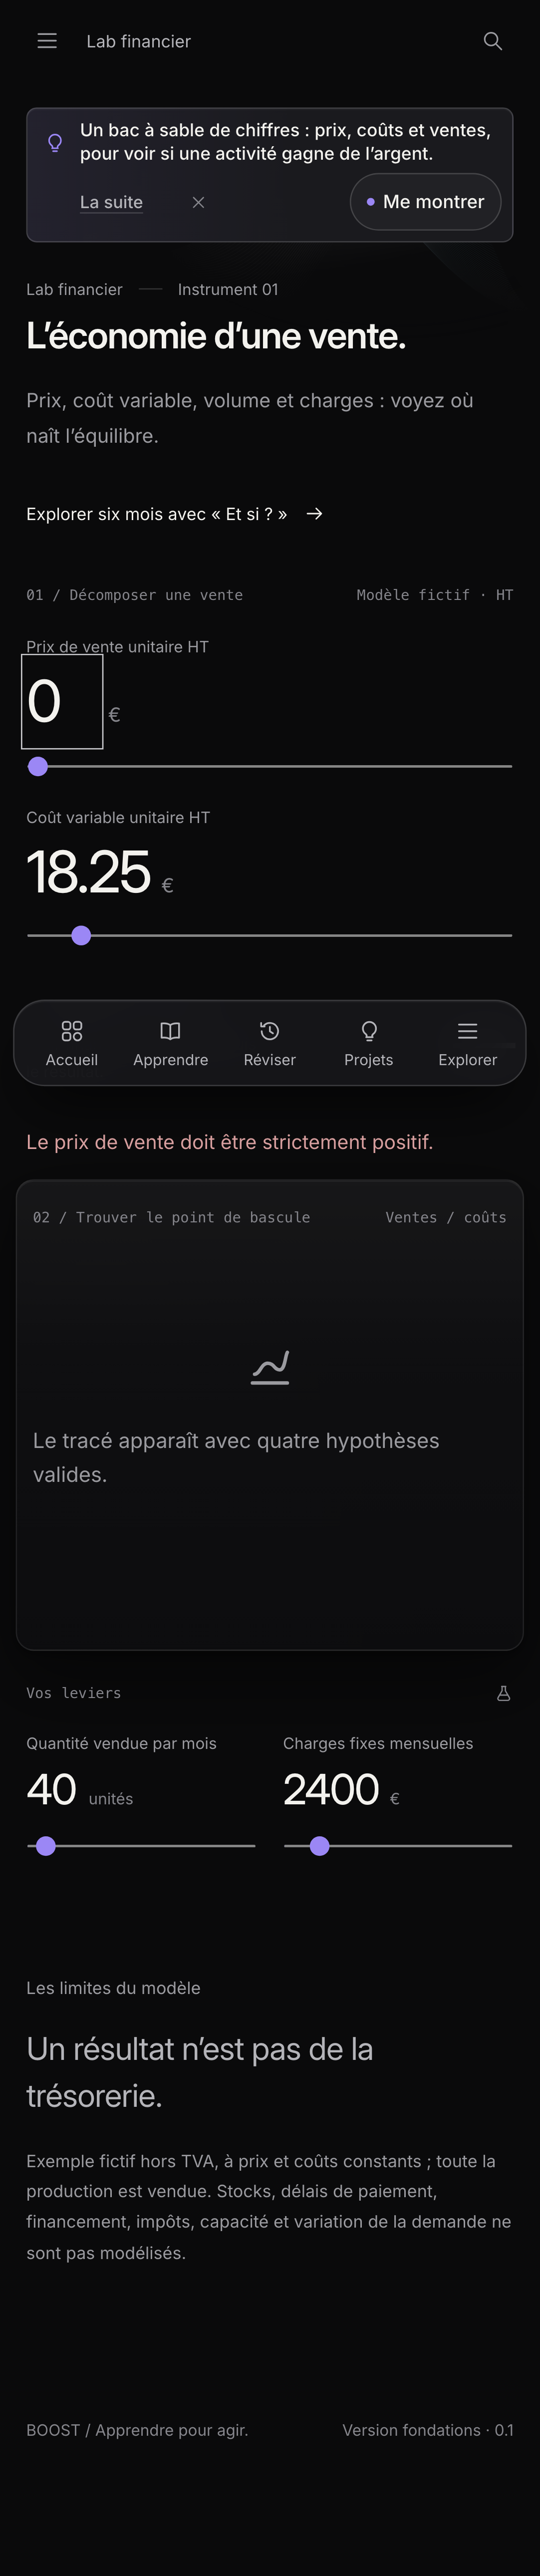 Lab financier
Un bac à sable de chiffres : prix, coûts et ventes,
pour voir si une activité gagne de l’argent.
La suite
Me montrer
Lab financier — Instrument 01
L’économie d’une vente.
Prix, coût variable, volume et charges : voyez où
naît l’équilibre.
Explorer six mois avec « Et si ? » →
01 / Décomposer une vente
Modèle fictif · HT
Prix de vente unitaire HT
0 €
Coût variable unitaire HT
18.25 €
Accueil
Apprendre
Réviser
Projets
Explorer
Le prix de vente doit être strictement positif.
02 / Trouver le point de bascule
Ventes / coûts
Le tracé apparaît avec quatre hypothèses
valides.
Vos leviers
Quantité vendue par mois
40 unités
Charges fixes mensuelles
2400 €
Les limites du modèle
Un résultat n’est pas de la
trésorerie.
Exemple fictif hors TVA, à prix et coûts constants ; toute la
production est vendue. Stocks, délais de paiement,
financement, impôts, capacité et variation de la demande ne
sont pas modélisés.
BOOST / Apprendre pour agir.
Version fondations · 0.1